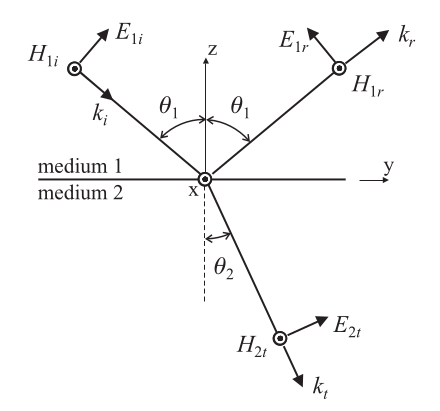 E1i
E1r
kr
H1i
z
H1r
ki
θ1
θ1
medium 1
y
medium 2
x
θ2
E2t
H2t
kt